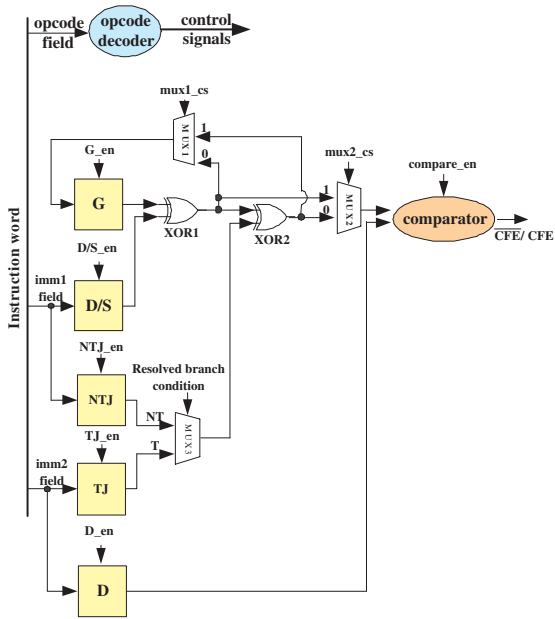 opcode
field
opcode
decoder
control
signals
mux1_cs
MUX1
1
0
G_en
G
XOR1
XOR2
mux2_cs
1
0
MUX2
compare_en
comparator
CFE/ CFE
D/S_en
imm1
field
D/S
NTJ_en
NTJ
Resolved branch
condition
NT
T
MUX3
TJ_en
imm2
field
TJ
D_en
D
Instruction word